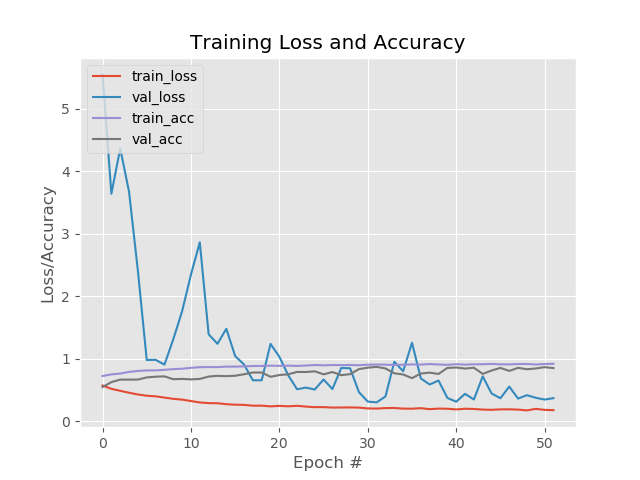 Training Loss and Accuracy
train_loss
val_loss
train_acc
val_acc
Loss/Accuracy
5
4
3
2
1
0
0 10 20 30 40 50
Epoch #